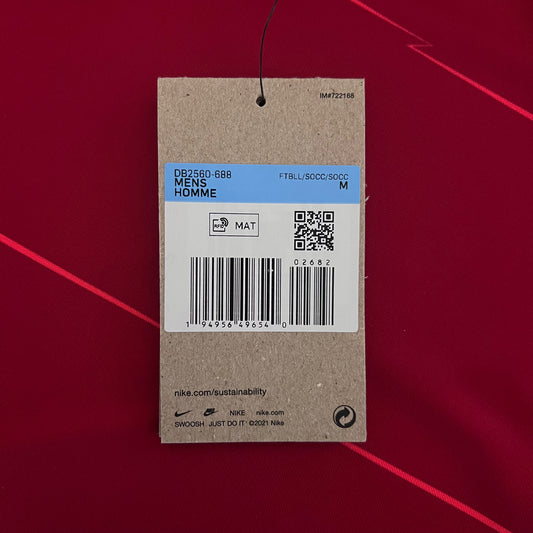 IM#722168
DB2560-688 FTBLL/SOCC/SOCC
MENS M
HOMME
RFID MAT
02682
1 94956 49654 0
nike.com/sustainability
NIKE nike.com
SWOOSH JUST DO IT' ©2021 Nike